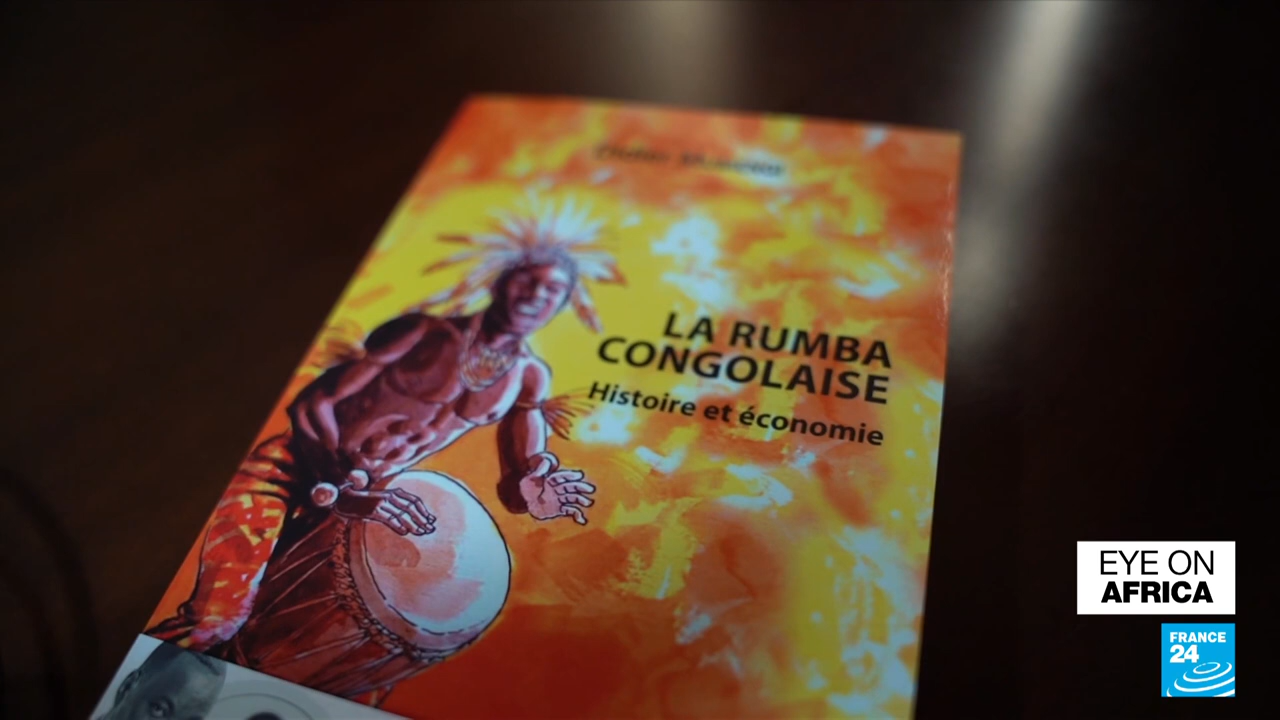 LA RUMBA
CONGOLAISE
Histoire et économie
EYE ON
AFRICA
FRANCE
24